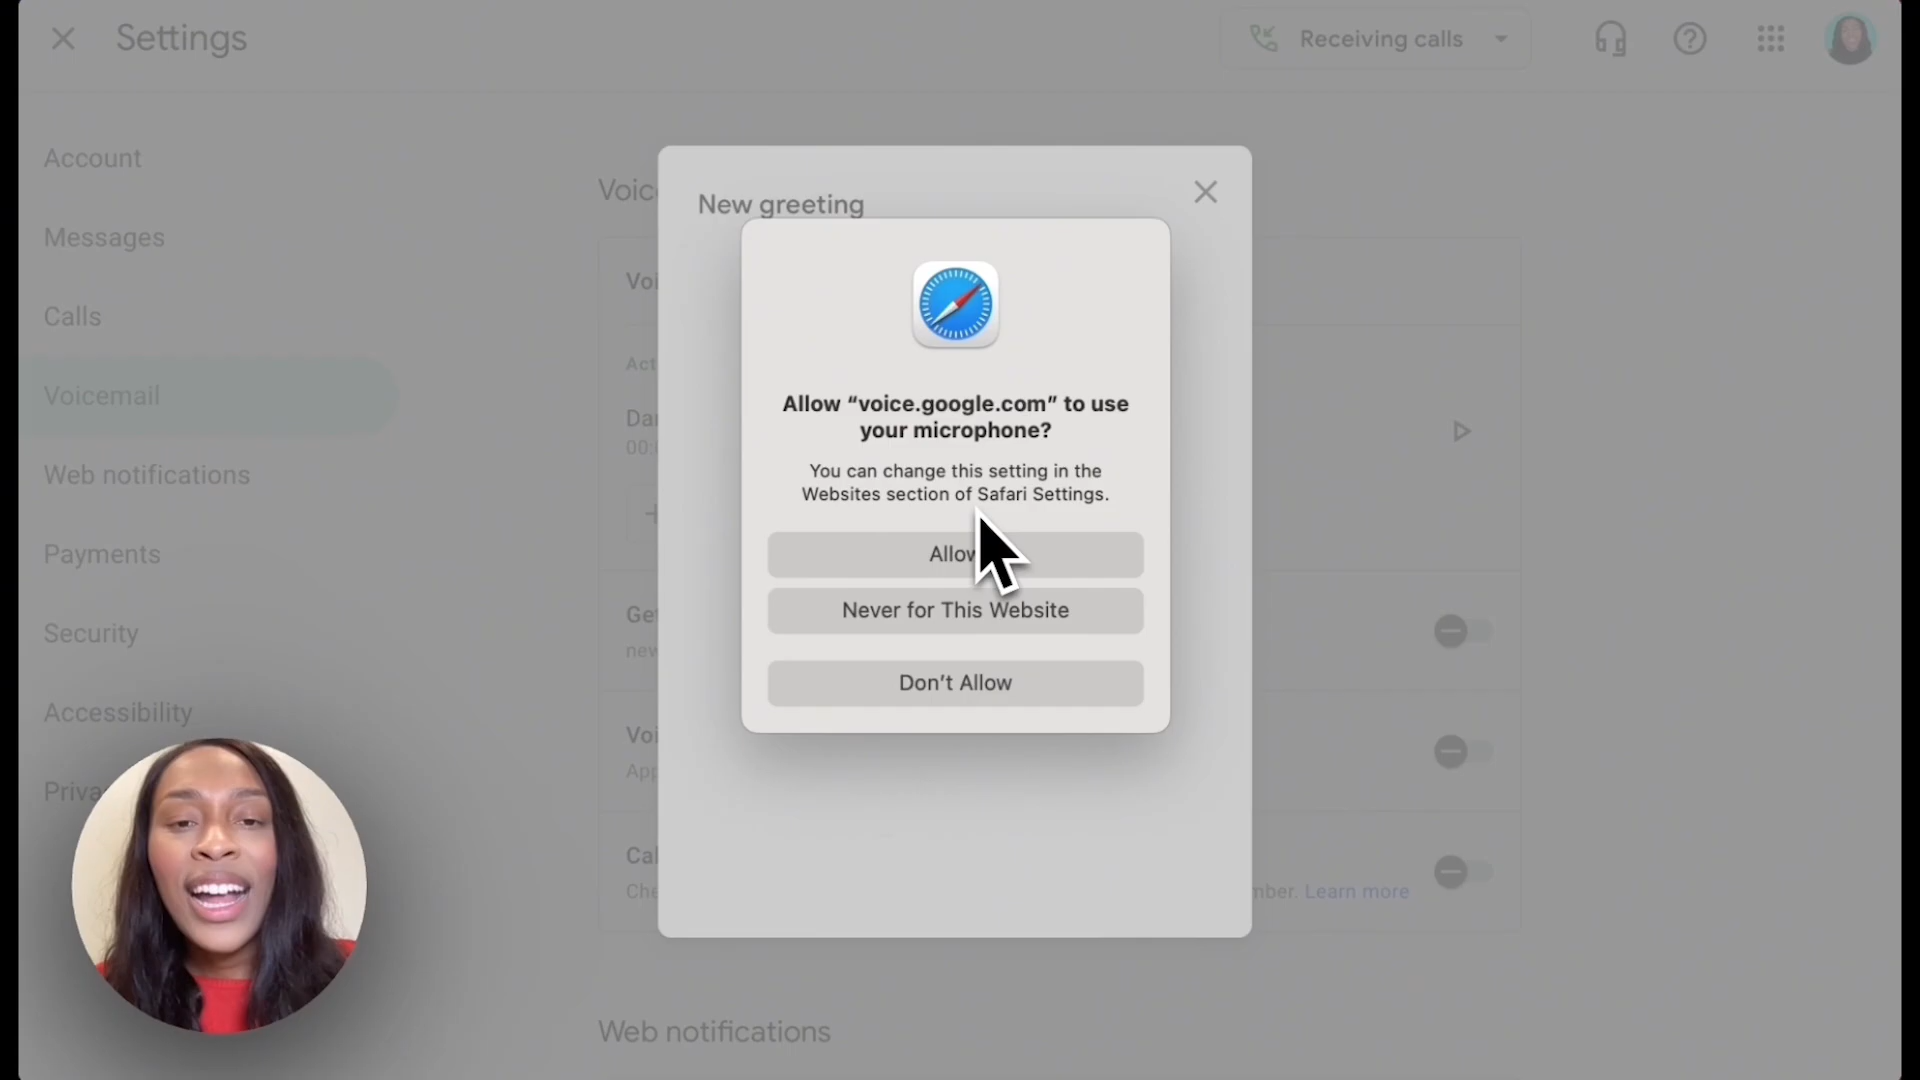 Settings
Receiving calls
Account
Messages
Calls
Voicemail
Web notifications
Payments
Security
Accessibility
New greeting
Allow “voice.google.com” to use
your microphone?
You can change this setting in the
Websites section of Safari Settings.
Allow
Never for This Website
Don’t Allow
Learn more
Web notifications